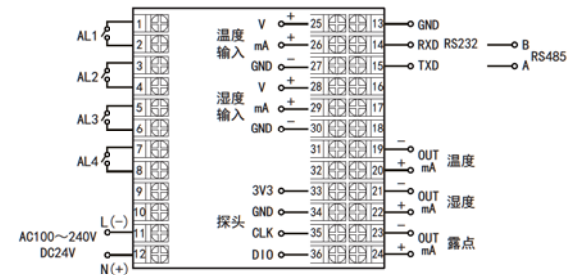 V + 25 13 GND
AL1 1 2 温度 输入 mA + 26 14 RXD RS232 B
GND − 27 15 TXD A RS485
AL2 3 4 湿度 输入 V + 28 16
mA + 29 17
AL3 5 6 GND − 30 18
AL4 7 8 31 19 − OUT 温度
32 20 + mA
9 3V3 33 21 − OUT 湿度
10 探头 GND 34 22 + mA
L(−) 11 CLK 35 23 − OUT 露点
AC100～240V
DC24V
N(+) 12 DIO 36 24 + mA